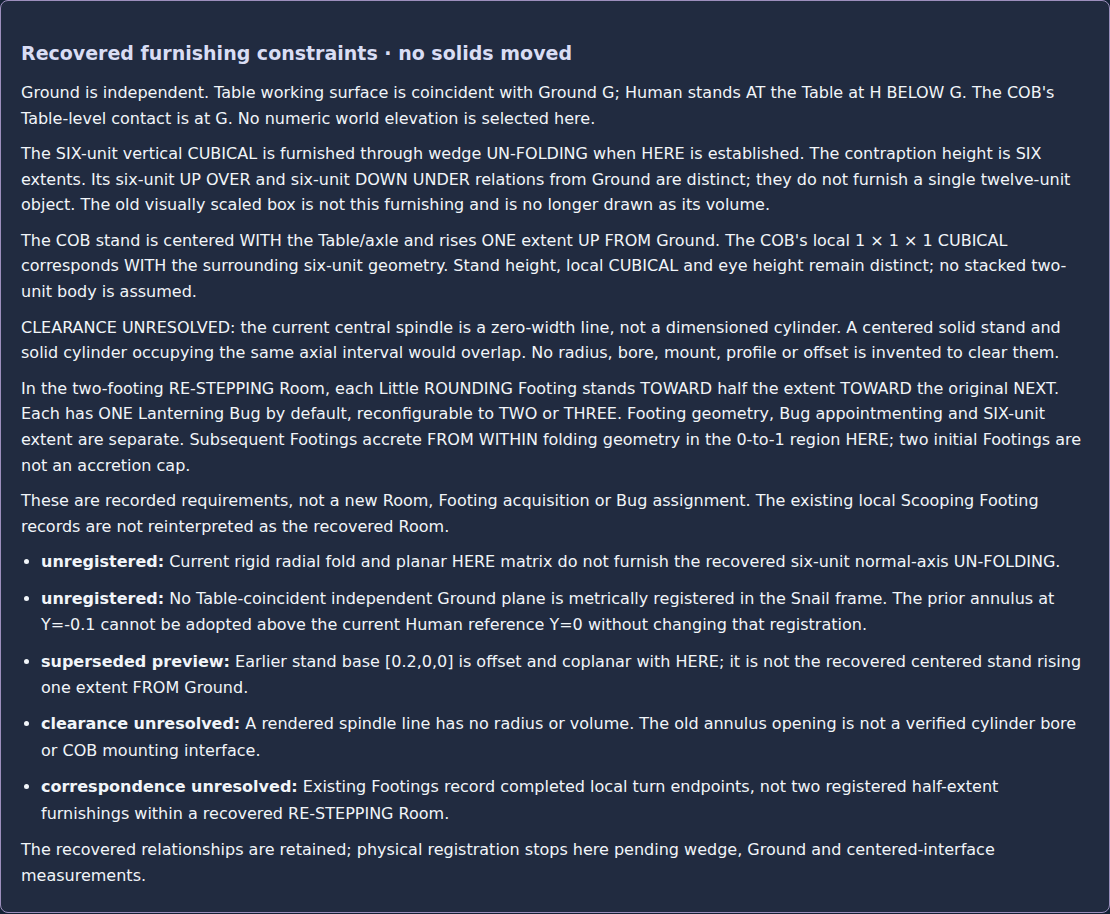 Recovered furnishing constraints · no solids moved
Ground is independent. Table working surface is coincident with Ground G; Human stands AT the Table at H BELOW G. The COB's
Table-level contact is at G. No numeric world elevation is selected here.
The SIX-unit vertical CUBICAL is furnished through wedge UN-FOLDING when HERE is established. The contraption height is SIX
extents. Its six-unit UP OVER and six-unit DOWN UNDER relations from Ground are distinct; they do not furnish a single twelve-unit
object. The old visually scaled box is not this furnishing and is no longer drawn as its volume.
The COB stand is centered WITH the Table/axle and rises ONE extent UP FROM Ground. The COB's local 1 × 1 × 1 CUBICAL
corresponds WITH the surrounding six-unit geometry. Stand height, local CUBICAL and eye height remain distinct; no stacked two-
unit body is assumed.
CLEARANCE UNRESOLVED: the current central spindle is a zero-width line, not a dimensioned cylinder. A centered solid stand and
solid cylinder occupying the same axial interval would overlap. No radius, bore, mount, profile or offset is invented to clear them.
In the two-footing RE-STEPPING Room, each Little ROUNDING Footing stands TOWARD half the extent TOWARD the original NEXT.
Each has ONE Lanterning Bug by default, reconfigurable to TWO or THREE. Footing geometry, Bug appointmenting and SIX-unit
extent are separate. Subsequent Footings accrete FROM WITHIN folding geometry in the 0-to-1 region HERE; two initial Footings are
not an accretion cap.
These are recorded requirements, not a new Room, Footing acquisition or Bug assignment. The existing local Scooping Footing
records are not reinterpreted as the recovered Room.
• unregistered: Current rigid radial fold and planar HERE matrix do not furnish the recovered six-unit normal-axis UN-FOLDING.
• unregistered: No Table-coincident independent Ground plane is metrically registered in the Snail frame. The prior annulus at
Y=-0.1 cannot be adopted above the current Human reference Y=0 without changing that registration.
• superseded preview: Earlier stand base [0.2,0,0] is offset and coplanar with HERE; it is not the recovered centered stand rising
one extent FROM Ground.
• clearance unresolved: A rendered spindle line has no radius or volume. The old annulus opening is not a verified cylinder bore
or COB mounting interface.
• correspondence unresolved: Existing Footings record completed local turn endpoints, not two registered half-extent
furnishings within a recovered RE-STEPPING Room.
The recovered relationships are retained; physical registration stops here pending wedge, Ground and centered-interface
measurements.